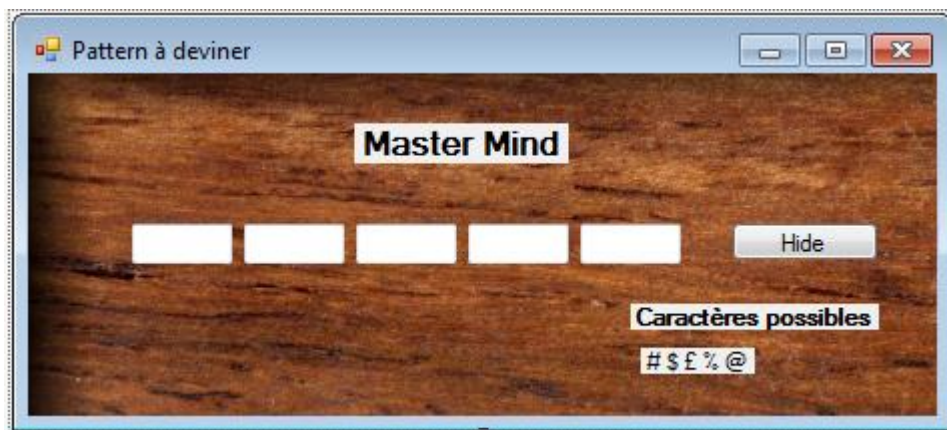 Pattern à deviner
Master Mind
Hide
Caractères possibles
# $ £ % @